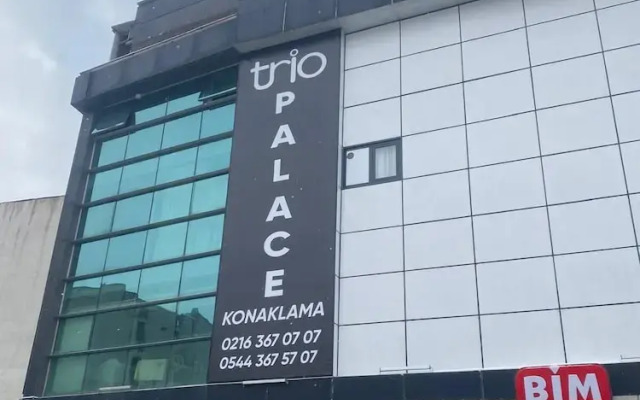 trio
PALACE
KONAKLAMA
0216 367 07 07
0544 367 57 07
BİM